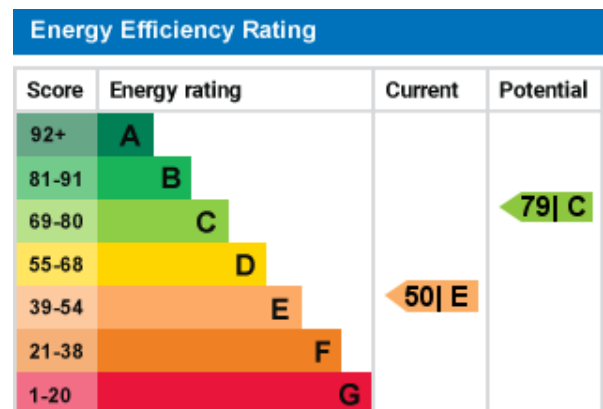 Energy Efficiency Rating
Score Energy rating Current Potential
92+ A
81-91 B
79| C
69-80 C
55-68 D
39-54 E 50| E
21-38 F
1-20 G